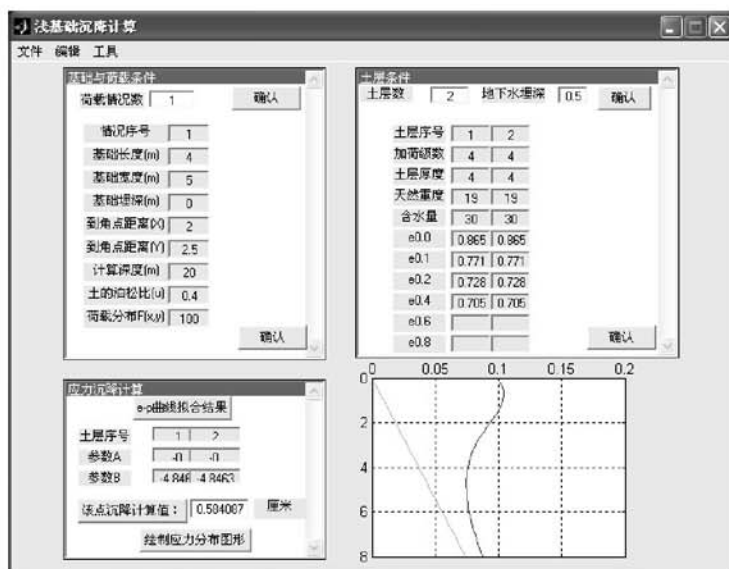 浅基础沉降计算
文件 编辑 工具
基础与荷载条件
荷载情况数 1 确认
情况序号 1
基础长度(m) 4
基础宽度(m) 5
基础埋深(m) 0
到角点距离(X) 2
到角点距离(Y) 2.5
计算深度(m) 20
土的泊松比(u) 0.4
荷载分布F(x,y) 100
确认
土层条件
土层数 2 地下水埋深 0.5 确认
土层序号 1 2
加荷级数 4 4
土层厚度 4 4
天然重度 19 19
含水量 30 30
e0.0 0.865 0.865
e0.1 0.771 0.771
e0.2 0.728 0.728
e0.4 0.705 0.705
e0.6
e0.8
确认
应力沉降计算
e-p曲线拟合结果
土层序号 1 2
参数A -0 -0
参数B -4.846 -4.8463
该点沉降计算值： 0.584087 厘米
绘制应力分布图形
0 0.05 0.1 0.15 0.2
0
2
4
6
8